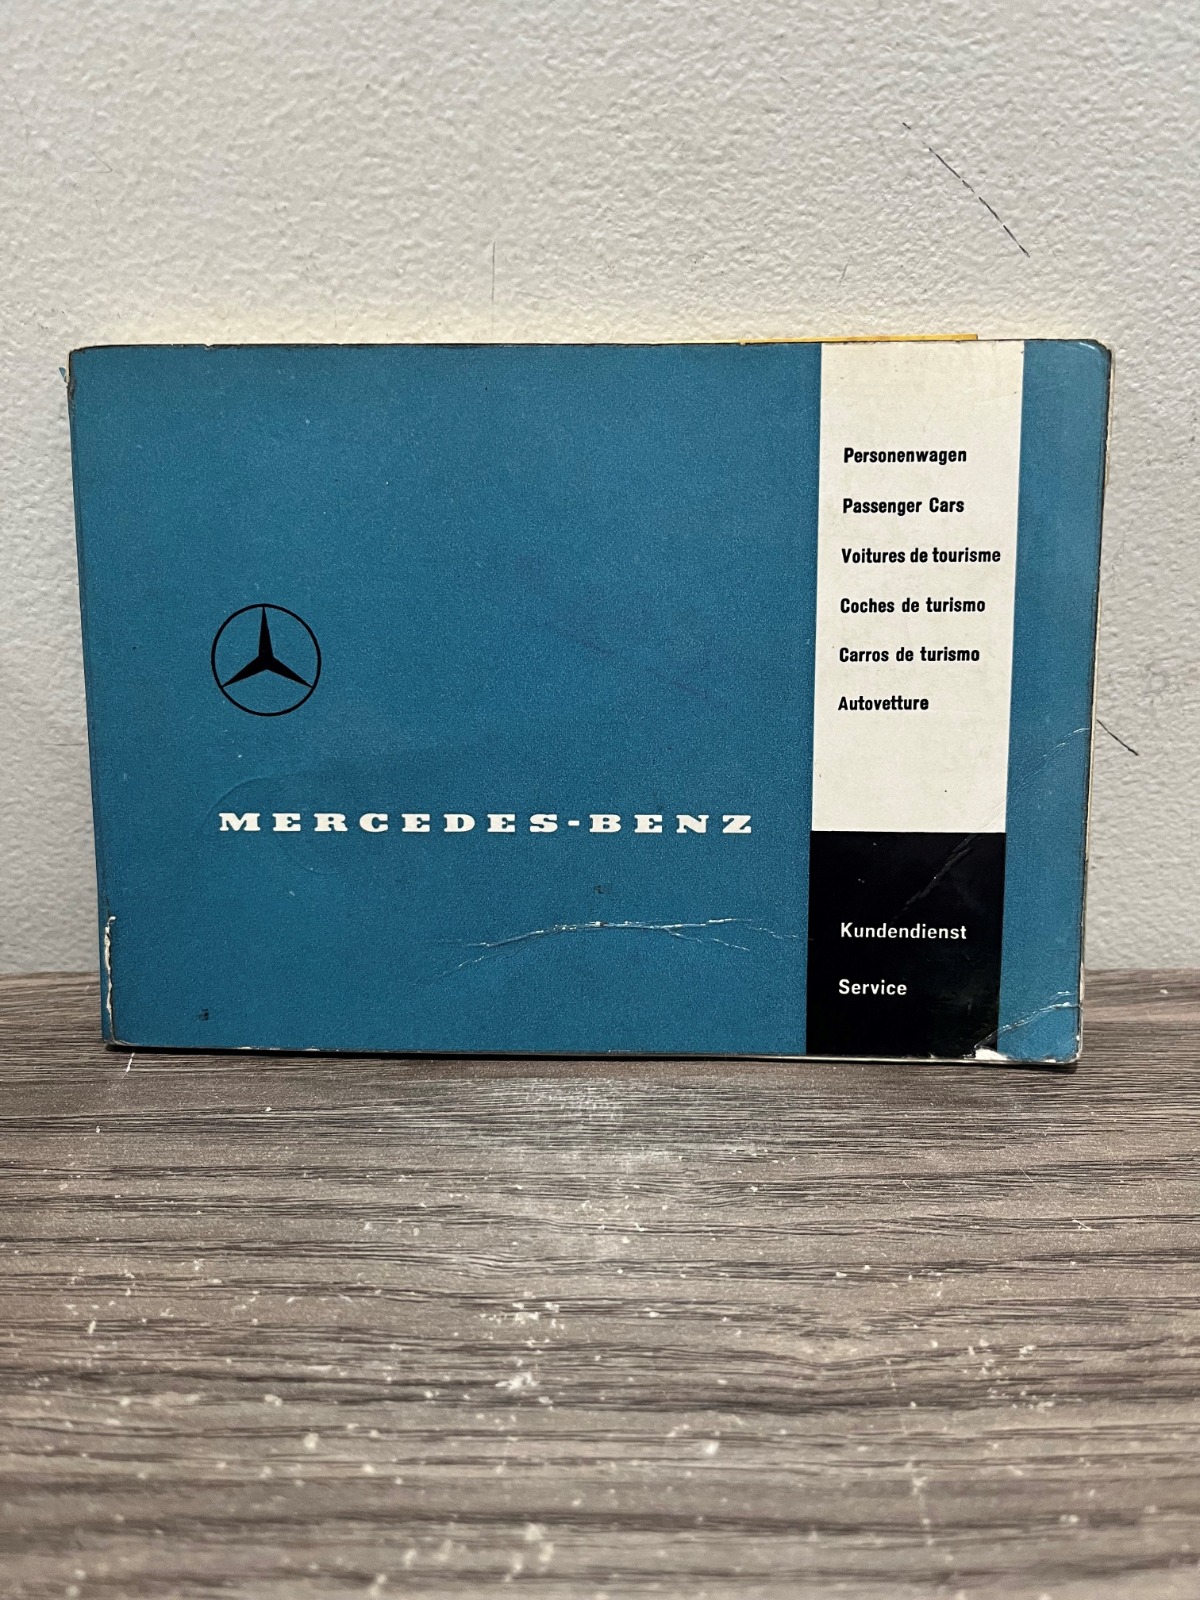 Personenwagen
Passenger Cars
Voitures de tourisme
Coches de turismo
Carros de turismo
Autovetture
MERCEDES-BENZ
Kundendienst
Service